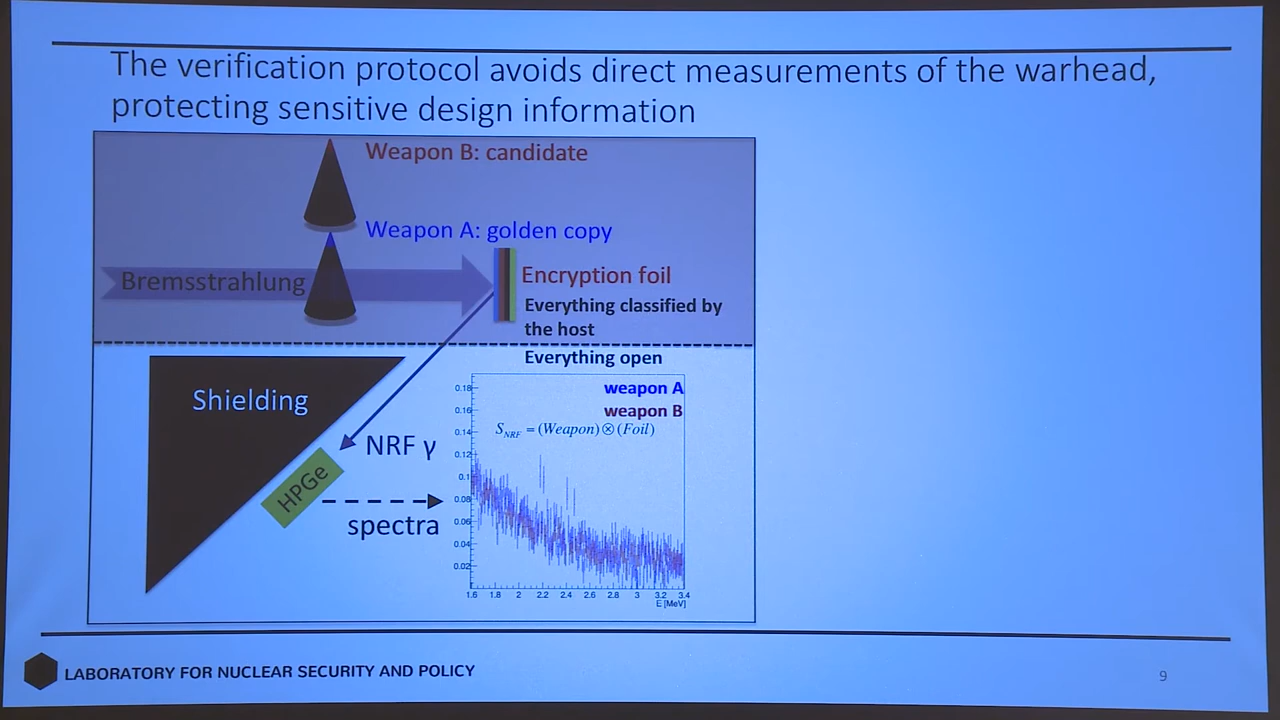 The verification protocol avoids direct measurements of the warhead,
protecting sensitive design information
Weapon B: candidate
Weapon A: golden copy
Bremsstrahlung
Encryption foil
Everything classified by
the host
Everything open
Shielding
NRF γ
HPGe
spectra
weapon A
weapon B
S_NRF = (Weapon)⊗(Foil)
0.18
0.16
0.14
0.12
0.1
0.08
0.06
0.04
0.02
1.6 1.8 2 2.2 2.4 2.6 2.8 3 3.2 3.4
E [MeV]
LABORATORY FOR NUCLEAR SECURITY AND POLICY
9